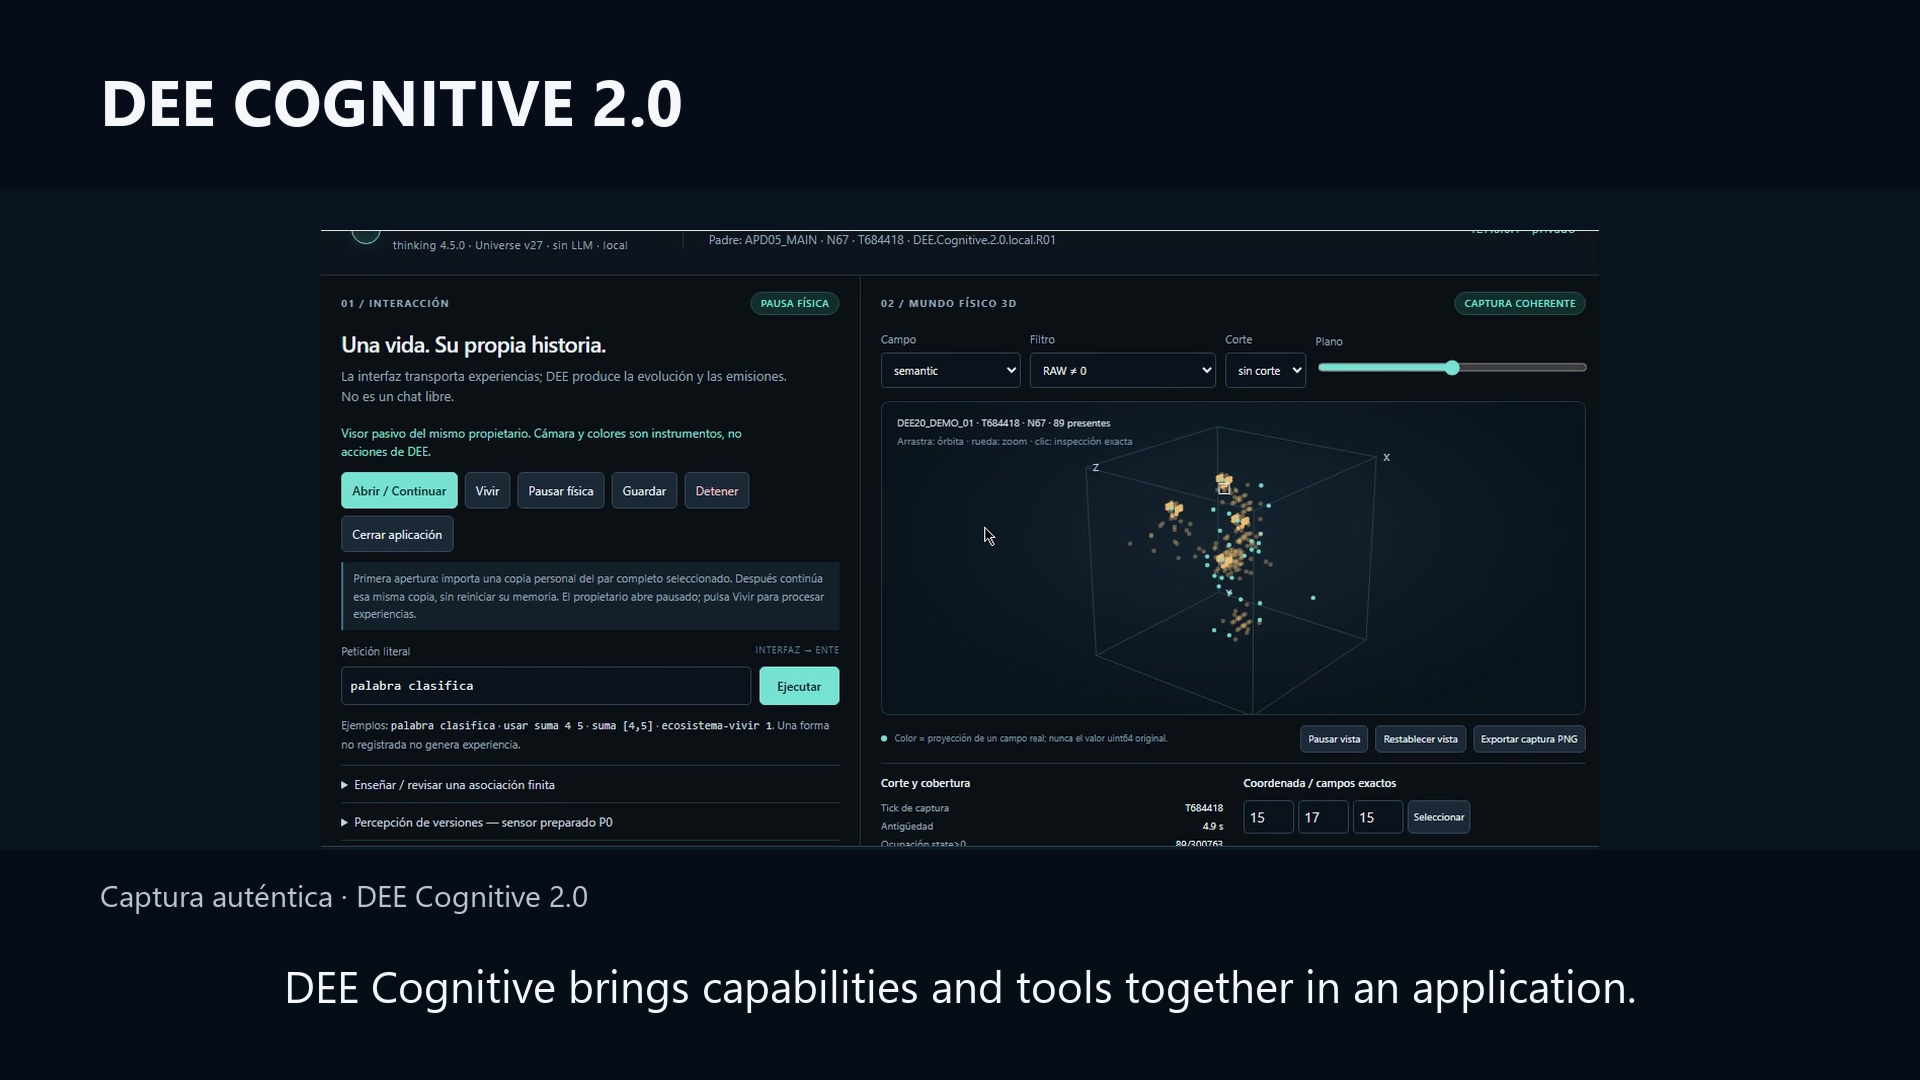 DEE COGNITIVE 2.0
thinking 4.5.0 · Universe v27 · sin LLM · local
Padre: APD05_MAIN · N67 · T684418 · DEE.Cognitive.2.0.local.R01
01 / INTERACCIÓN
PAUSA FÍSICA
Una vida. Su propia historia.
La interfaz transporta experiencias; DEE produce la evolución y las emisiones.
No es un chat libre.
Visor pasivo del mismo propietario. Cámara y colores son instrumentos, no
acciones de DEE.
Abrir / Continuar
Vivir
Pausar física
Guardar
Detener
Cerrar aplicación
Primera apertura: importa una copia personal del par completo seleccionado. Después continúa
esa misma copia, sin reiniciar su memoria. El propietario abre pausado; pulsa Vivir para procesar
experiencias.
Petición literal
INTERFAZ → ENTE
palabra clasifica
Ejecutar
Ejemplos: palabra clasifica · usar suma 4 5 · suma [4,5] · ecosistema-vivir 1. Una forma
no registrada no genera experiencia.
▶ Enseñar / revisar una asociación finita
▶ Percepción de versiones — sensor preparado P0
02 / MUNDO FÍSICO 3D
CAPTURA COHERENTE
Campo
Filtro
Corte
Plano
semantic
RAW ≠ 0
sin corte
DEE20_DEMO_01 · T684418 · N67 · 89 presentes
Arrastra: órbita · rueda: zoom · clic: inspección exacta
Z
X
Y
Color = proyección de un campo real; nunca el valor uint64 original.
Pausar vista
Restablecer vista
Exportar captura PNG
Corte y cobertura
Tick de captura T684418
Antigüedad 4.9 s
Ocupación state>0 89/300763
Coordenada / campos exactos
15
17
15
Seleccionar
Captura auténtica · DEE Cognitive 2.0
DEE Cognitive brings capabilities and tools together in an application.